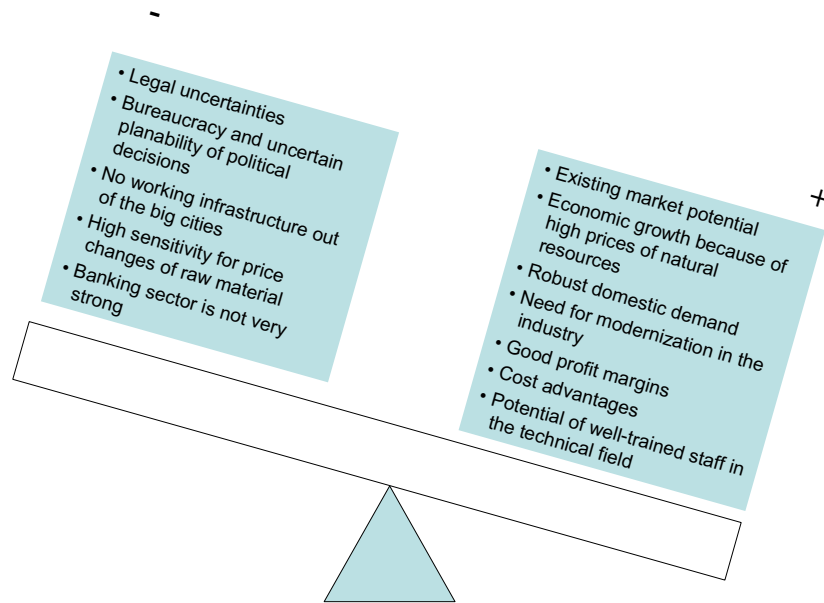 -
• Legal uncertainties
• Bureaucracy and uncertain
planability of political
decisions
• No working infrastructure out
of the big cities
• High sensitivity for price
changes of raw material
• Banking sector is not very
strong
+
• Existing market potential
• Economic growth because of
high prices of natural
resources
• Robust domestic demand
• Need for modernization in the
industry
• Good profit margins
• Cost advantages
• Potential of well-trained staff in
the technical field